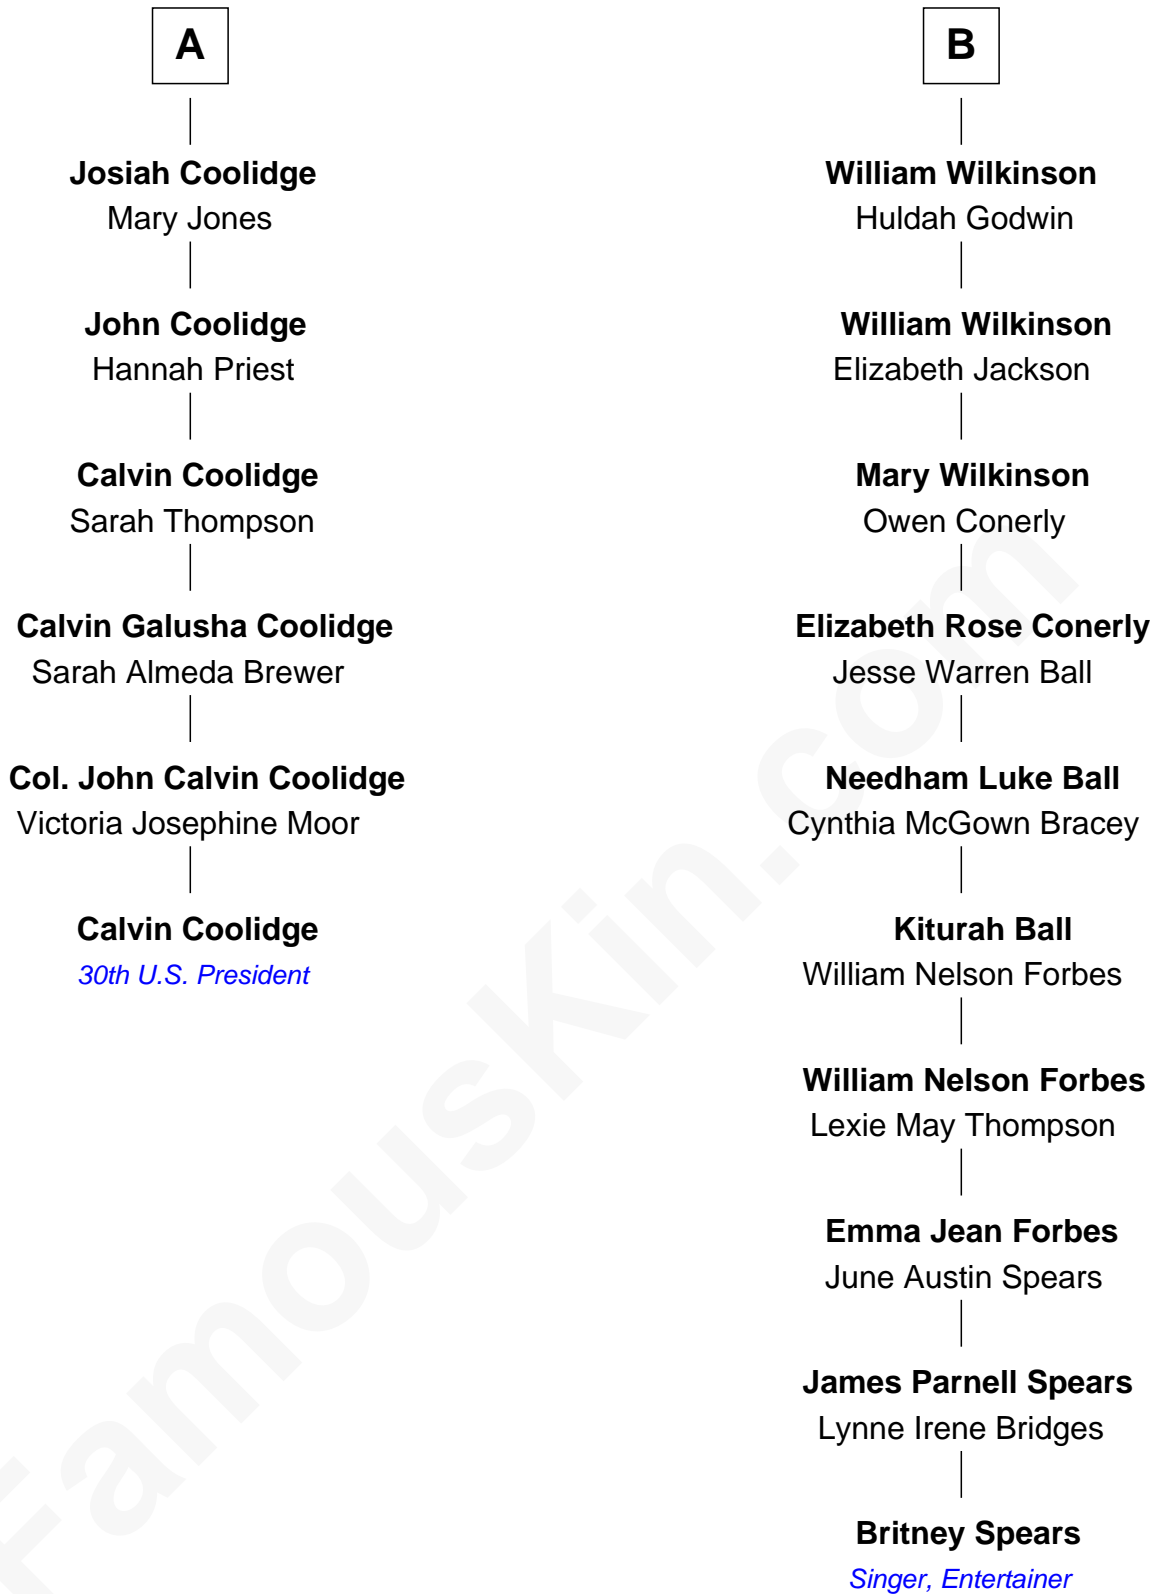 A
Josiah Coolidge
Mary Jones
John Coolidge
Hannah Priest
Calvin Coolidge
Sarah Thompson
Calvin Galusha Coolidge
Sarah Almeda Brewer
Col. John Calvin Coolidge
Victoria Josephine Moor
Calvin Coolidge
30th U.S. President
B
William Wilkinson
Huldah Godwin
William Wilkinson
Elizabeth Jackson
Mary Wilkinson
Owen Conerly
Elizabeth Rose Conerly
Jesse Warren Ball
Needham Luke Ball
Cynthia McGown Bracey
Kiturah Ball
William Nelson Forbes
William Nelson Forbes
Lexie May Thompson
Emma Jean Forbes
June Austin Spears
James Parnell Spears
Lynne Irene Bridges
Britney Spears
Singer, Entertainer
FamousKin.com